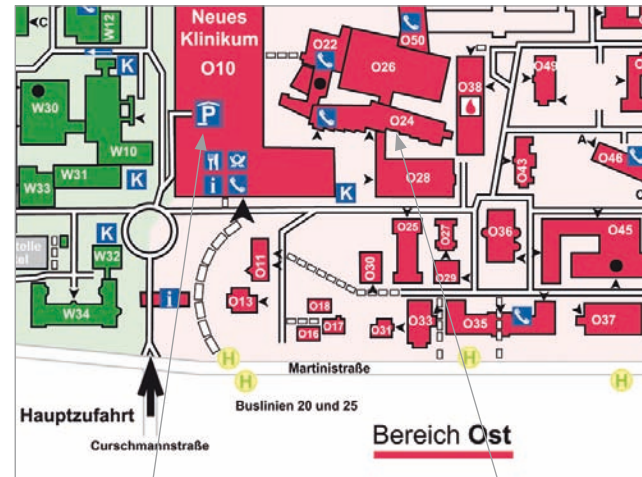 C
W12
Neues
Klinikum
O10
O22
O50
O26
O38
O49
K
W30
P
O24
W10
A
O46
W31
K
O43
W33
O28
i
K
K
O25
O27
O36
O45
W32
O11
O30
O29
i
O13
O18
W34
O16
O17
O31
O33
O35
O37
H
H
H
H
Martinistraße
Hauptzufahrt
Buslinien 20 und 25
Curschmannstraße
Bereich Ost